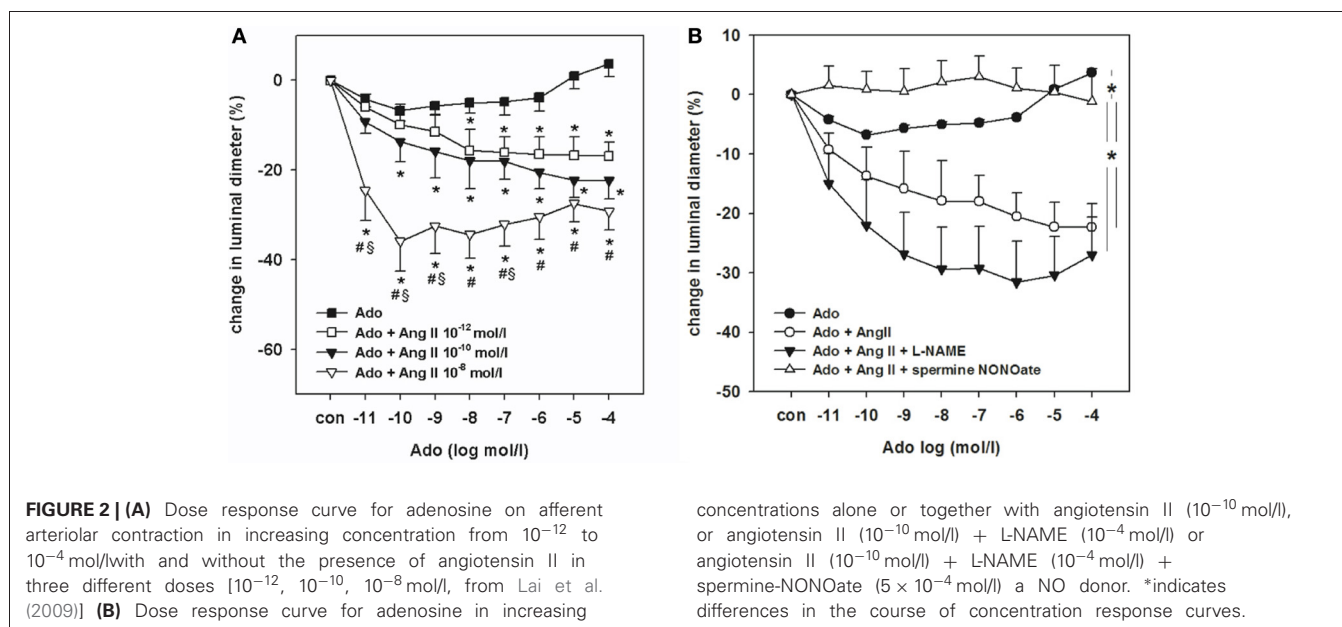 A
change in luminal dimeter (%)
0
-20
-40
-60
* * * * *
* * * * * * *
* * * * * * * *
#§ #§ #§ # #§ # # #
Ado
Ado + Ang II 10⁻¹² mol/l
Ado + Ang II 10⁻¹⁰ mol/l
Ado + Ang II 10⁻⁸ mol/l
con -11 -10 -9 -8 -7 -6 -5 -4
Ado (log mol/l)
B
change in luminal diameter (%)
10
0
-10
-20
-30
-40
-50
*
*
Ado
Ado + AngII
Ado + Ang II + L-NAME
Ado + Ang II + spermine NONOate
con -11 -10 -9 -8 -7 -6 -5 -4
Ado log (mol/l)
FIGURE 2 | (A) Dose response curve for adenosine on afferent
arteriolar contraction in increasing concentration from 10⁻¹² to
10⁻⁴ mol/lwith and without the presence of angiotensin II in
three different doses [10⁻¹², 10⁻¹⁰, 10⁻⁸ mol/l, from Lai et al.
(2009)] (B) Dose response curve for adenosine in increasing
concentrations alone or together with angiotensin II (10⁻¹⁰ mol/l),
or angiotensin II (10⁻¹⁰ mol/l) + L-NAME (10⁻⁴ mol/l) or
angiotensin II (10⁻¹⁰ mol/l) + L-NAME (10⁻⁴ mol/l) +
spermine-NONOate (5 × 10⁻⁴ mol/l) a NO donor. *indicates
differences in the course of concentration response curves.